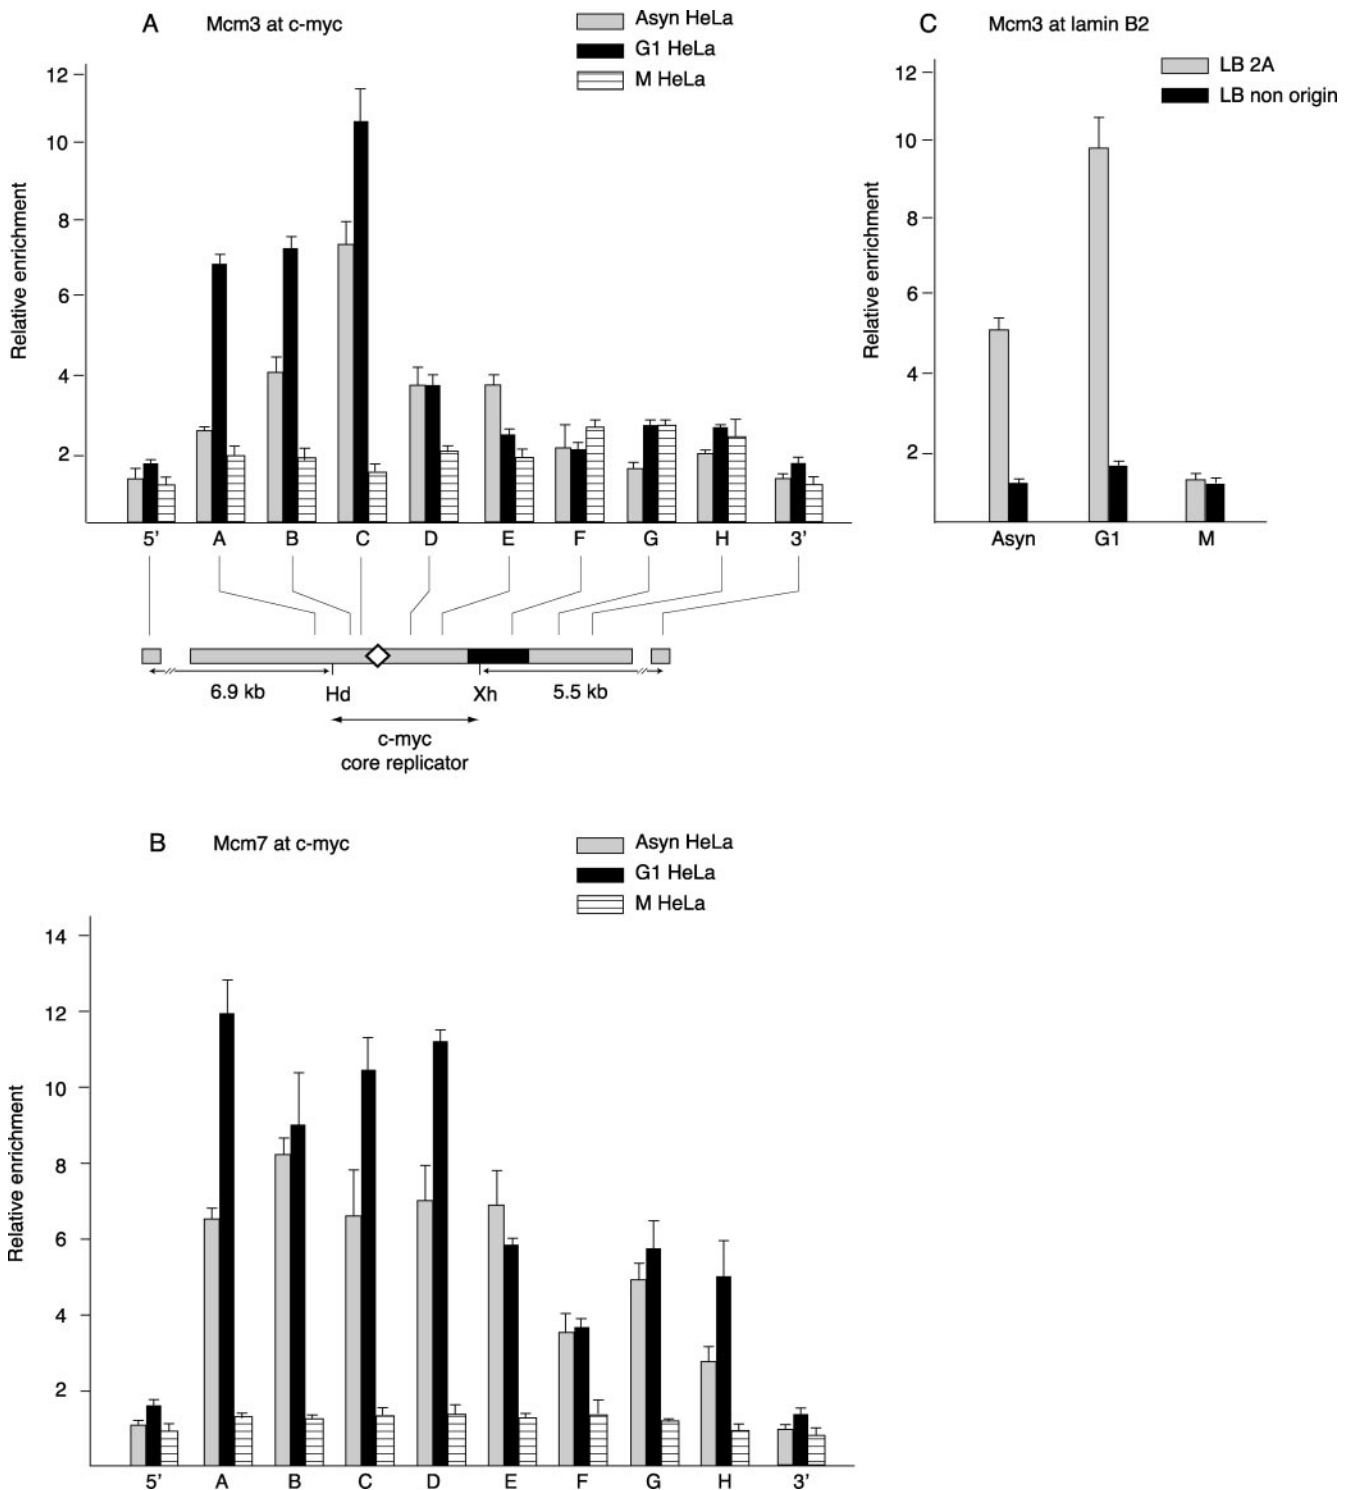 A Mcm3 at c-myc
Asyn HeLa
G1 HeLa
M HeLa
Relative enrichment
12
10
8
6
4
2
5’ A B C D E F G H 3’
6.9 kb Hd Xh 5.5 kb
c-myc
core replicator
C Mcm3 at lamin B2
LB 2A
LB non origin
Relative enrichment
12
10
8
6
4
2
Asyn G1 M
B Mcm7 at c-myc
Asyn HeLa
G1 HeLa
M HeLa
Relative enrichment
14
12
10
8
6
4
2
5’ A B C D E F G H 3’